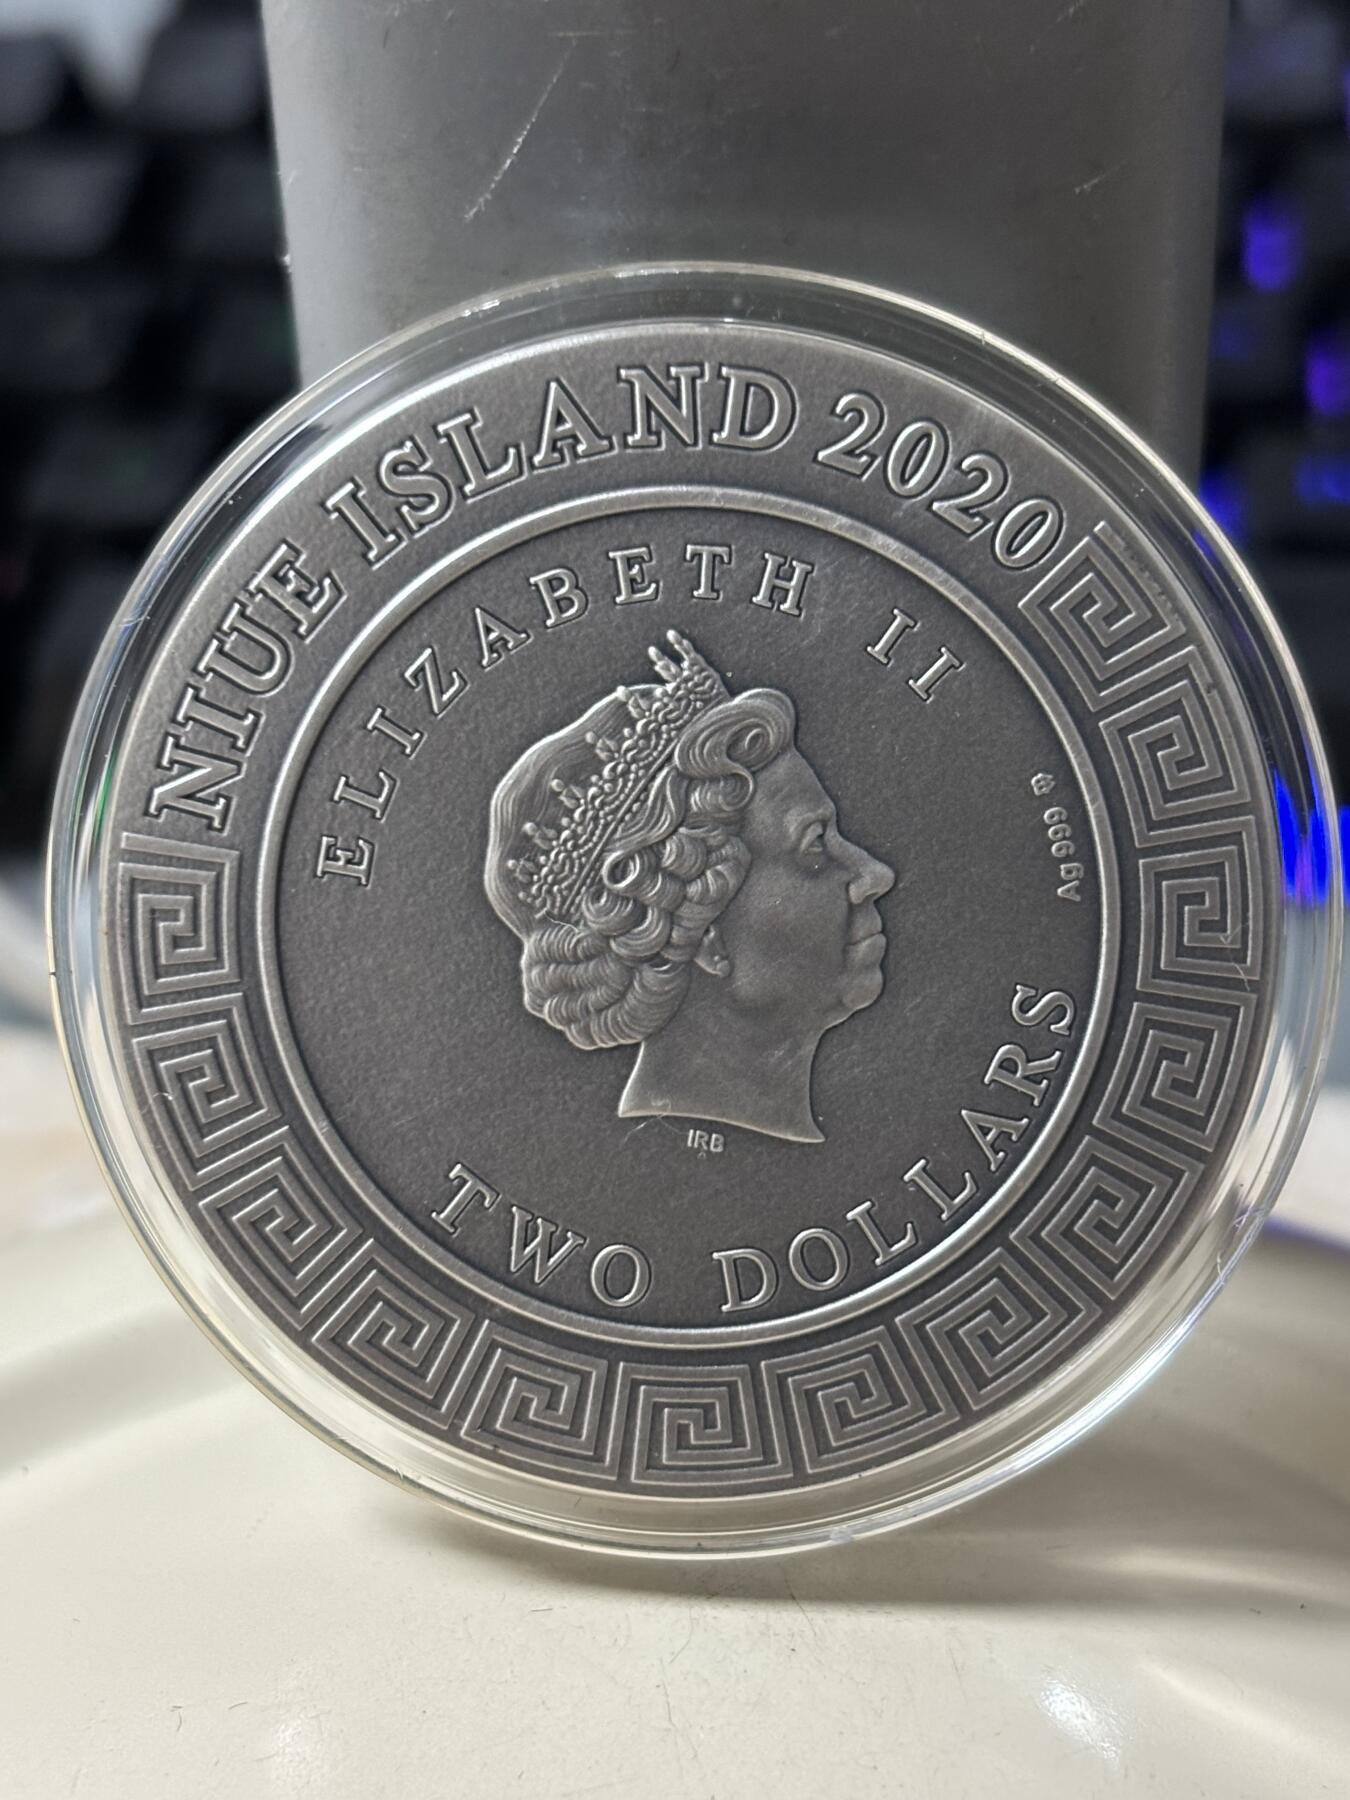 NIUE ISLAND 2020
ELIZABETH II
Ag 999
IRB
TWO DOLLARS